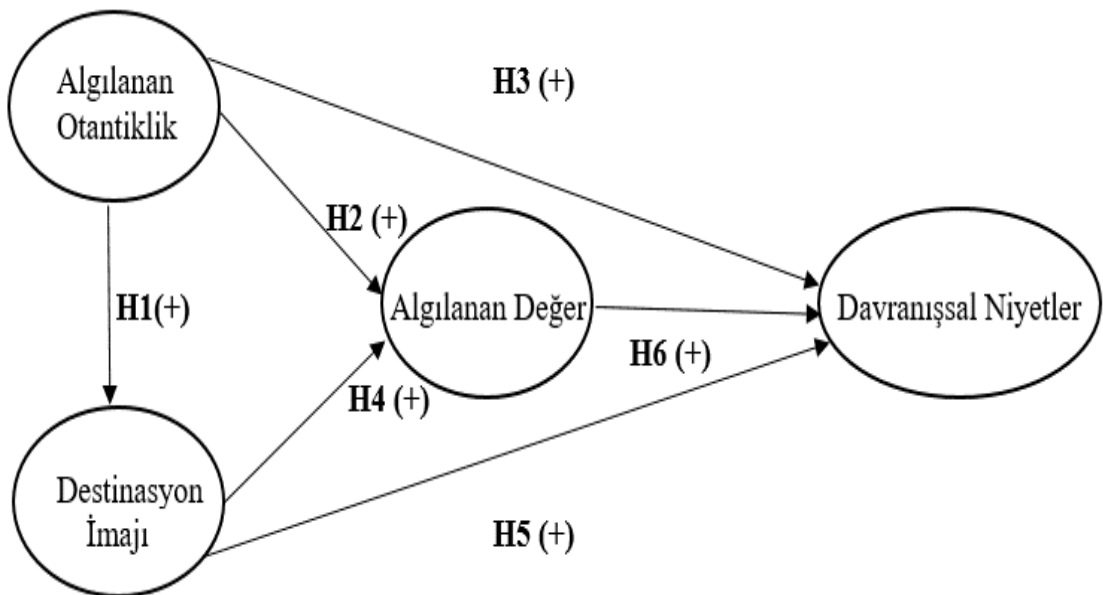 Algılanan
Otantiklik
H3 (+)
H2 (+)
H1(+)
Algılanan Değer
Davranışsal Niyetler
H6 (+)
H4 (+)
Destinasyon
İmajı
H5 (+)